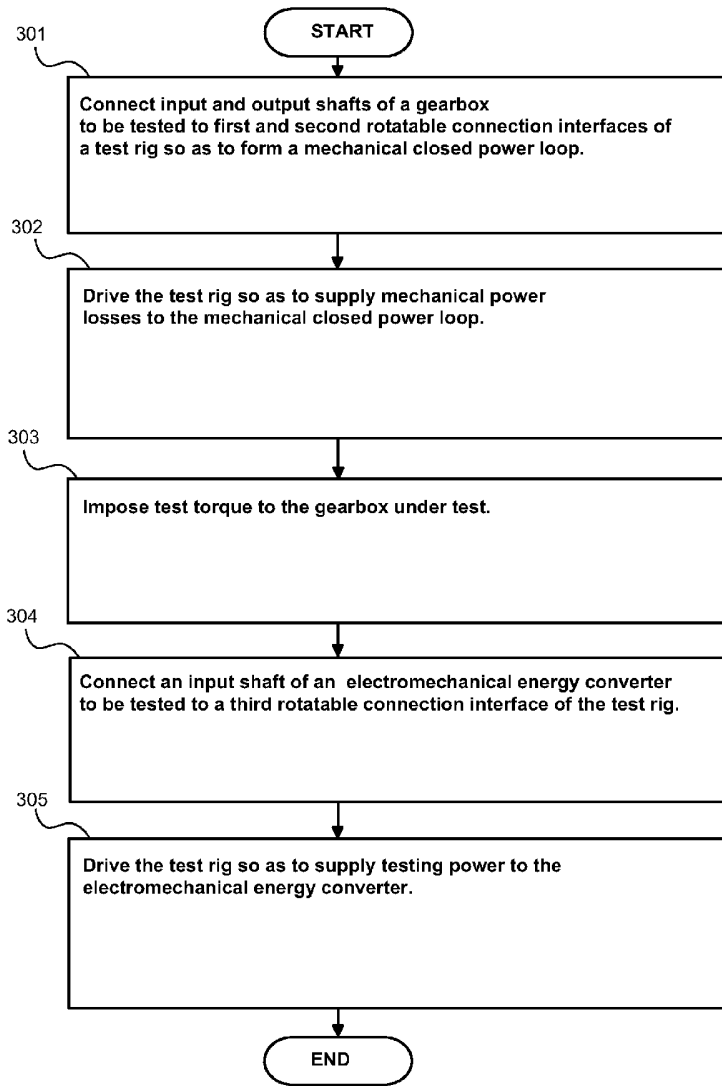 START
301
Connect input and output shafts of a gearbox
to be tested to first and second rotatable connection interfaces of
a test rig so as to form a mechanical closed power loop.
302
Drive the test rig so as to supply mechanical power
losses to the mechanical closed power loop.
303
Impose test torque to the gearbox under test.
304
Connect an input shaft of an electromechanical energy converter
to be tested to a third rotatable connection interface of the test rig.
305
Drive the test rig so as to supply testing power to the
electromechanical energy converter.
END